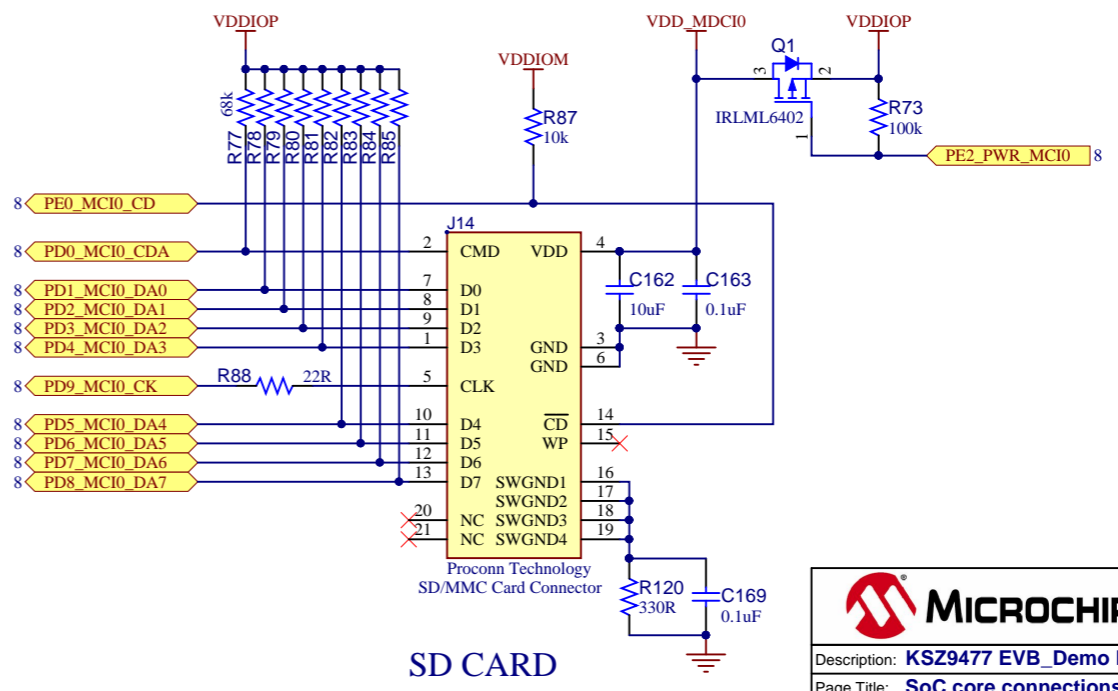 VDDIOP
VDD_MDCI0
VDDIOP
VDDIOM
Q1
3
2
1
IRLML6402
R73
100k
PE2_PWR_MCI0
8
68k
R77
R78
R79
R80
R81
R82
R83
R84
R85
R87
10k
8 PE0_MCI0_CD
8 PD0_MCI0_CDA
8 PD1_MCI0_DA0
8 PD2_MCI0_DA1
8 PD3_MCI0_DA2
8 PD4_MCI0_DA3
8 PD9_MCI0_CK
R88
22R
8 PD5_MCI0_DA4
8 PD6_MCI0_DA5
8 PD7_MCI0_DA6
8 PD8_MCI0_DA7
J14
2 CMD
7 D0
8 D1
9 D2
1 D3
5 CLK
10 D4
11 D5
12 D6
13 D7
20 NC
21 NC
VDD 4
GND 3
GND 6
CD 14
WP 15
SWGND1 16
SWGND2 17
SWGND3 18
SWGND4 19
C162
10uF
C163
0.1uF
Proconn Technology
SD/MMC Card Connector
R120
330R
C169
0.1uF
SD CARD
MICROCHIP
Description: KSZ9477 EVB_Demo
Page Title: SoC core connections